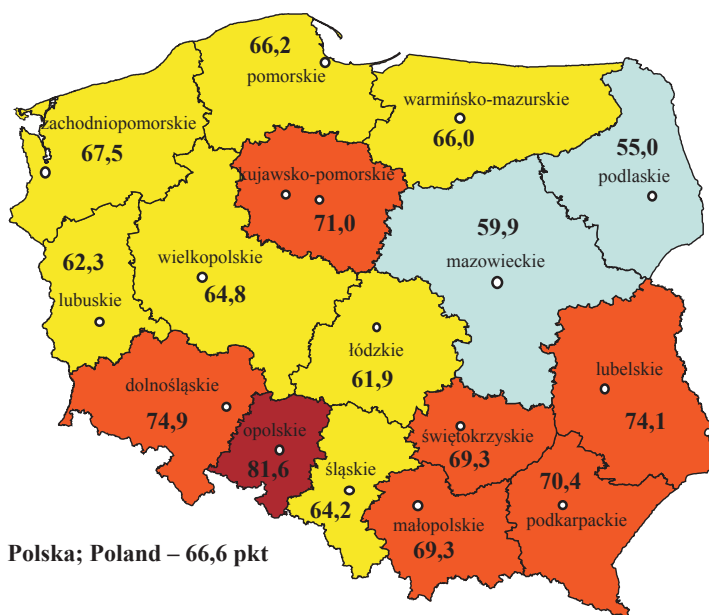 66,2
pomorskie
warmińsko-mazurskie
66,0
zachodniopomorskie
67,5
55,0
podlaskie
kujawsko-pomorskie
71,0
59,9
mazowieckie
62,3
lubuskie
wielkopolskie
64,8
łódzkie
61,9
lubelskie
74,1
dolnośląskie
74,9
opolskie
81,6
śląskie
64,2
świętokrzyskie
69,3
małopolskie
69,3
70,4
podkarpackie
Polska; Poland – 66,6 pkt